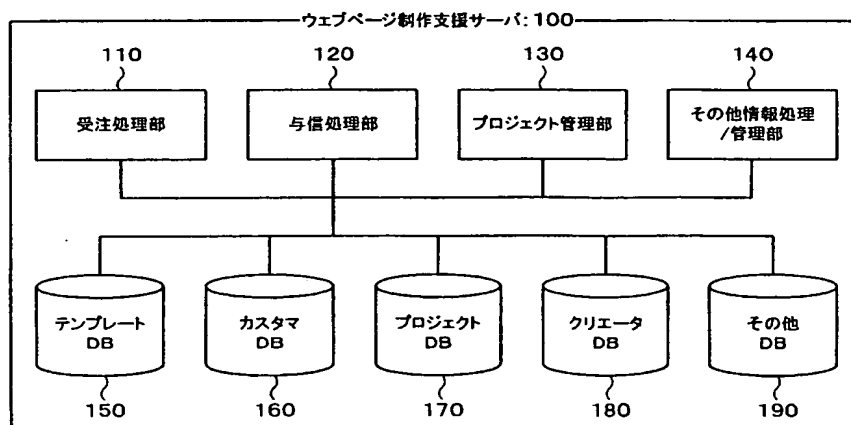 ウェブページ制作支援サーバ:100
110
120
130
140
受注処理部
与信処理部
プロジェクト管理部
その他情報処理
/管理部
テンプレート
DB
カスタマ
DB
プロジェクト
DB
クリエータ
DB
その他
DB
150
160
170
180
190